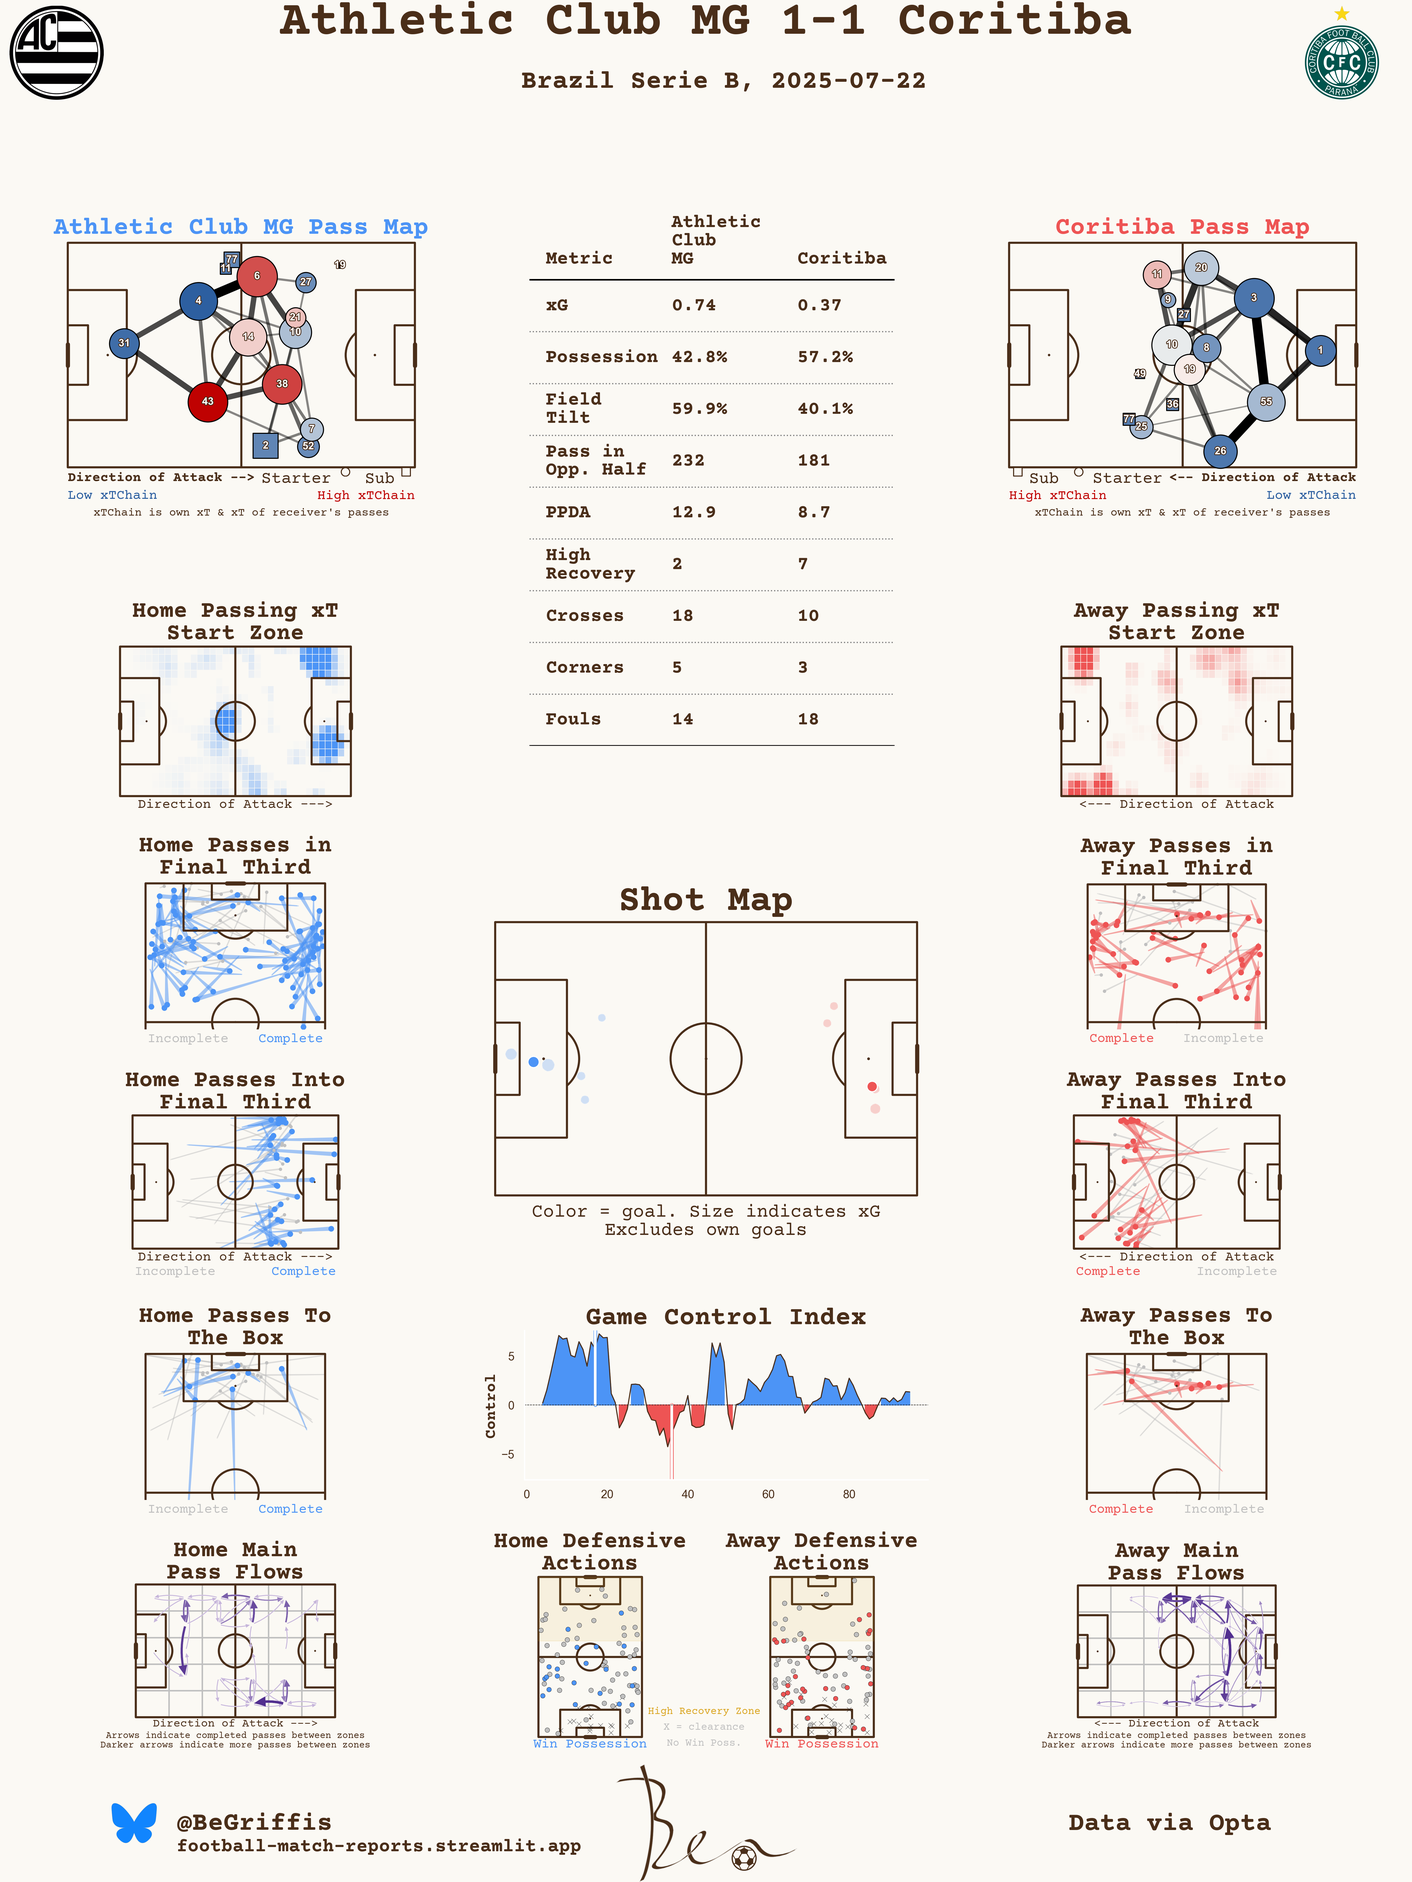 Athletic Club MG 1-1 Coritiba
Brazil Serie B, 2025-07-22
AC
CORITIBA FOOT BALL CLUB
CFC
PARANÁ
Athletic Club MG Pass Map
77
11
6
19
27
4
21
10
14
31
38
43
7
2
52
Direction of Attack --> Starter Sub
Low xTChain High xTChain
xTChain is own xT & xT of receiver's passes
Metric Athletic Club MG Coritiba
xG 0.74 0.37
Possession 42.8% 57.2%
Field Tilt 59.9% 40.1%
Pass in Opp. Half 232 181
PPDA 12.9 8.7
High Recovery 2 7
Crosses 18 10
Corners 5 3
Fouls 14 18
Coritiba Pass Map
11
20
9
3
27
10
8
1
19
49
36
55
77
25
26
Sub Starter <-- Direction of Attack
High xTChain Low xTChain
xTChain is own xT & xT of receiver's passes
Home Passing xT
Start Zone
Direction of Attack --->
Away Passing xT
Start Zone
<--- Direction of Attack
Home Passes in
Final Third
Incomplete Complete
Away Passes in
Final Third
Complete Incomplete
Shot Map
Color = goal. Size indicates xG
Excludes own goals
Home Passes Into
Final Third
Direction of Attack --->
Incomplete Complete
Away Passes Into
Final Third
<--- Direction of Attack
Complete Incomplete
Home Passes To
The Box
Incomplete Complete
Game Control Index
Control
5
0
−5
0 20 40 60 80
Away Passes To
The Box
Complete Incomplete
Home Main
Pass Flows
Direction of Attack --->
Arrows indicate completed passes between zones
Darker arrows indicate more passes between zones
Home Defensive
Actions
Win Possession
Away Defensive
Actions
Win Possession
High Recovery Zone
X = clearance
No Win Poss.
Away Main
Pass Flows
<--- Direction of Attack
Arrows indicate completed passes between zones
Darker arrows indicate more passes between zones
@BeGriffis
football-match-reports.streamlit.app
Ben
Data via Opta